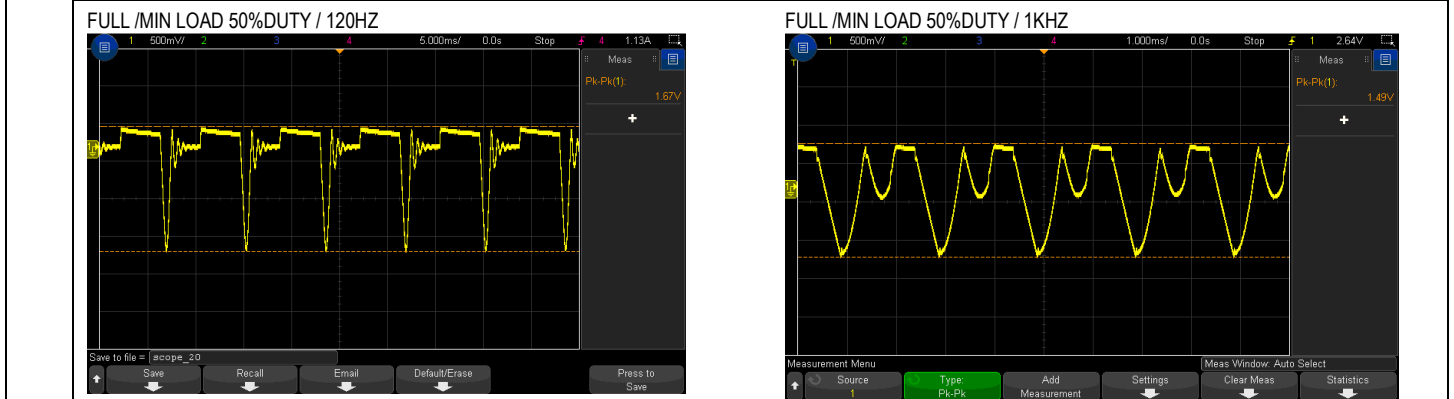 FULL /MIN LOAD 50%DUTY / 120HZ
1 500mV/ 2 3 4 5.000ms/ 0.0s Stop 4 1.13A
Meas
Pk-Pk(1):
1.67V
+
Save to file = scope_20
Save Recall Email Default/Erase Press to Save
FULL /MIN LOAD 50%DUTY / 1KHZ
1 500mV/ 2 3 4 1.000ms/ 0.0s Stop 1 2.64V
T
Meas
Pk-Pk(1):
1.49V
+
Measurement Menu Meas Window: Auto Select
Source Type: Add Settings Clear Meas Statistics
1 Pk-Pk Measurement